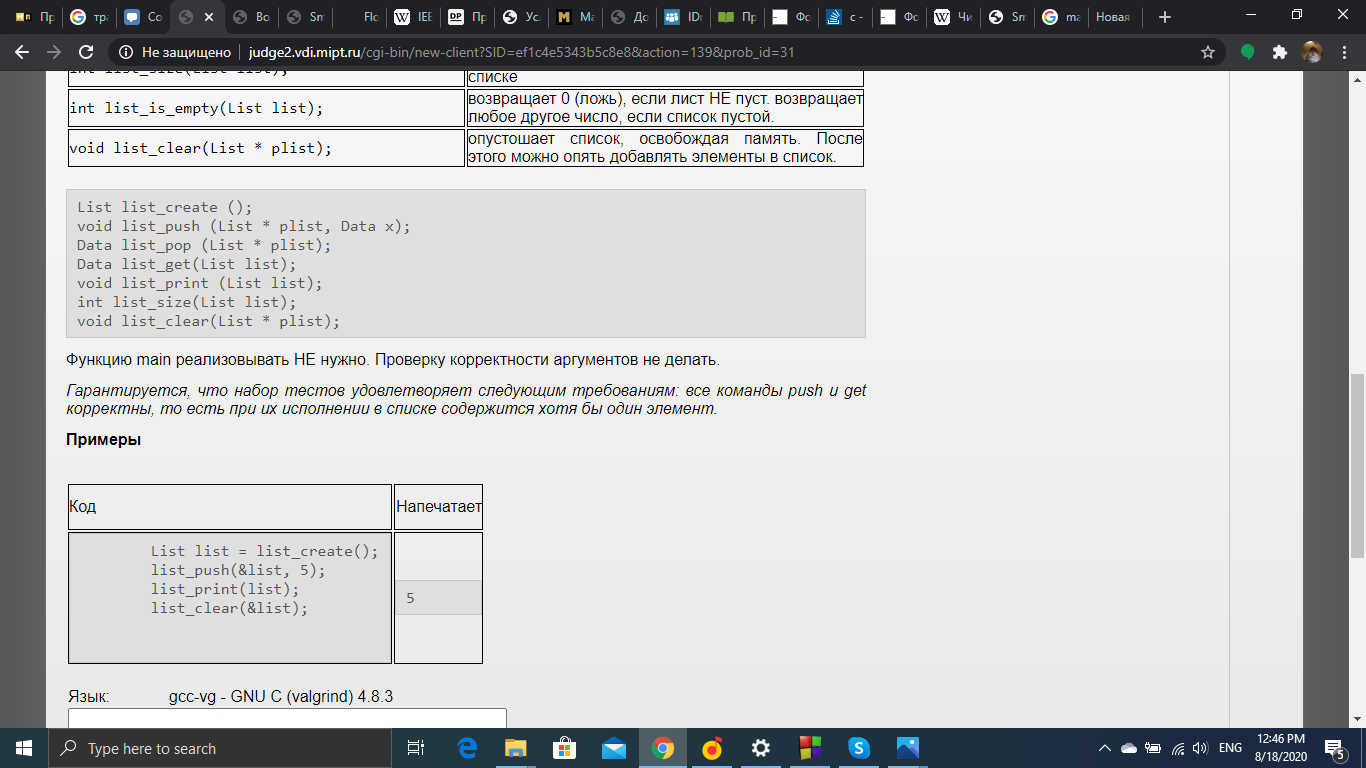 Пр
тра
Co
Во
Sm
Flo
IEE
DP
Пр
Усл
M
Ма
До
IDI
Пр
Фо
c -
Фо
Чи
Sm
ma
Новая
Не защищено
judge2.vdi.mipt.ru/cgi-bin/new-client?SID=ef1c4e5343b5c8e8&action=139&prob_id=31
int list_size(List list);
списке
int list_is_empty(List list);
возвращает 0 (ложь), если лист НЕ пуст. возвращает
любое другое число, если список пустой.
void list_clear(List * plist);
опустошает список, освобождая память. После
этого можно опять добавлять элементы в список.
List list_create ();
void list_push (List * plist, Data x);
Data list_pop (List * plist);
Data list_get(List list);
void list_print (List list);
int list_size(List list);
void list_clear(List * plist);
Функцию main реализовывать НЕ нужно. Проверку корректности аргументов не делать.
Гарантируется, что набор тестов удовлетворяет следующим требованиям: все команды push и get
корректны, то есть при их исполнении в списке содержится хотя бы один элемент.
Примеры
Код
Напечатает
List list = list_create();
list_push(&list, 5);
list_print(list);
list_clear(&list);
5
Язык: gcc-vg - GNU C (valgrind) 4.8.3
Type here to search
ENG
12:46 PM
8/18/2020
5